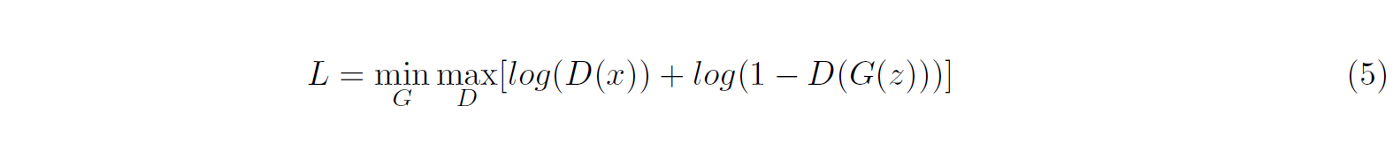 L = min_G max_D [log(D(x)) + log(1 − D(G(z)))] (5)